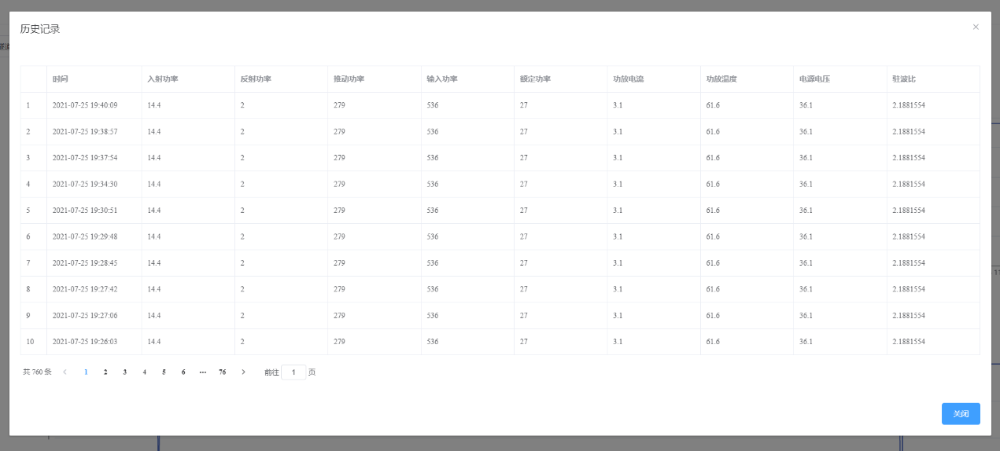 历史记录
时间 入射功率 反射功率 推动功率 输入功率 额定功率 功放电流 功放温度 电源电压 驻波比
1 2021-07-25 19:40:09 14.4 2 279 536 27 3.1 61.6 36.1 2.1881554
2 2021-07-25 19:38:57 14.4 2 279 536 27 3.1 61.6 36.1 2.1881554
3 2021-07-25 19:37:54 14.4 2 279 536 27 3.1 61.6 36.1 2.1881554
4 2021-07-25 19:34:30 14.4 2 279 536 27 3.1 61.6 36.1 2.1881554
5 2021-07-25 19:30:51 14.4 2 279 536 27 3.1 61.6 36.1 2.1881554
6 2021-07-25 19:29:48 14.4 2 279 536 27 3.1 61.6 36.1 2.1881554
7 2021-07-25 19:28:45 14.4 2 279 536 27 3.1 61.6 36.1 2.1881554
8 2021-07-25 19:27:42 14.4 2 279 536 27 3.1 61.6 36.1 2.1881554
9 2021-07-25 19:27:06 14.4 2 279 536 27 3.1 61.6 36.1 2.1881554
10 2021-07-25 19:26:03 14.4 2 279 536 27 3.1 61.6 36.1 2.1881554
共 760 条 1 2 3 4 5 6 ··· 76 前往 1 页
关闭